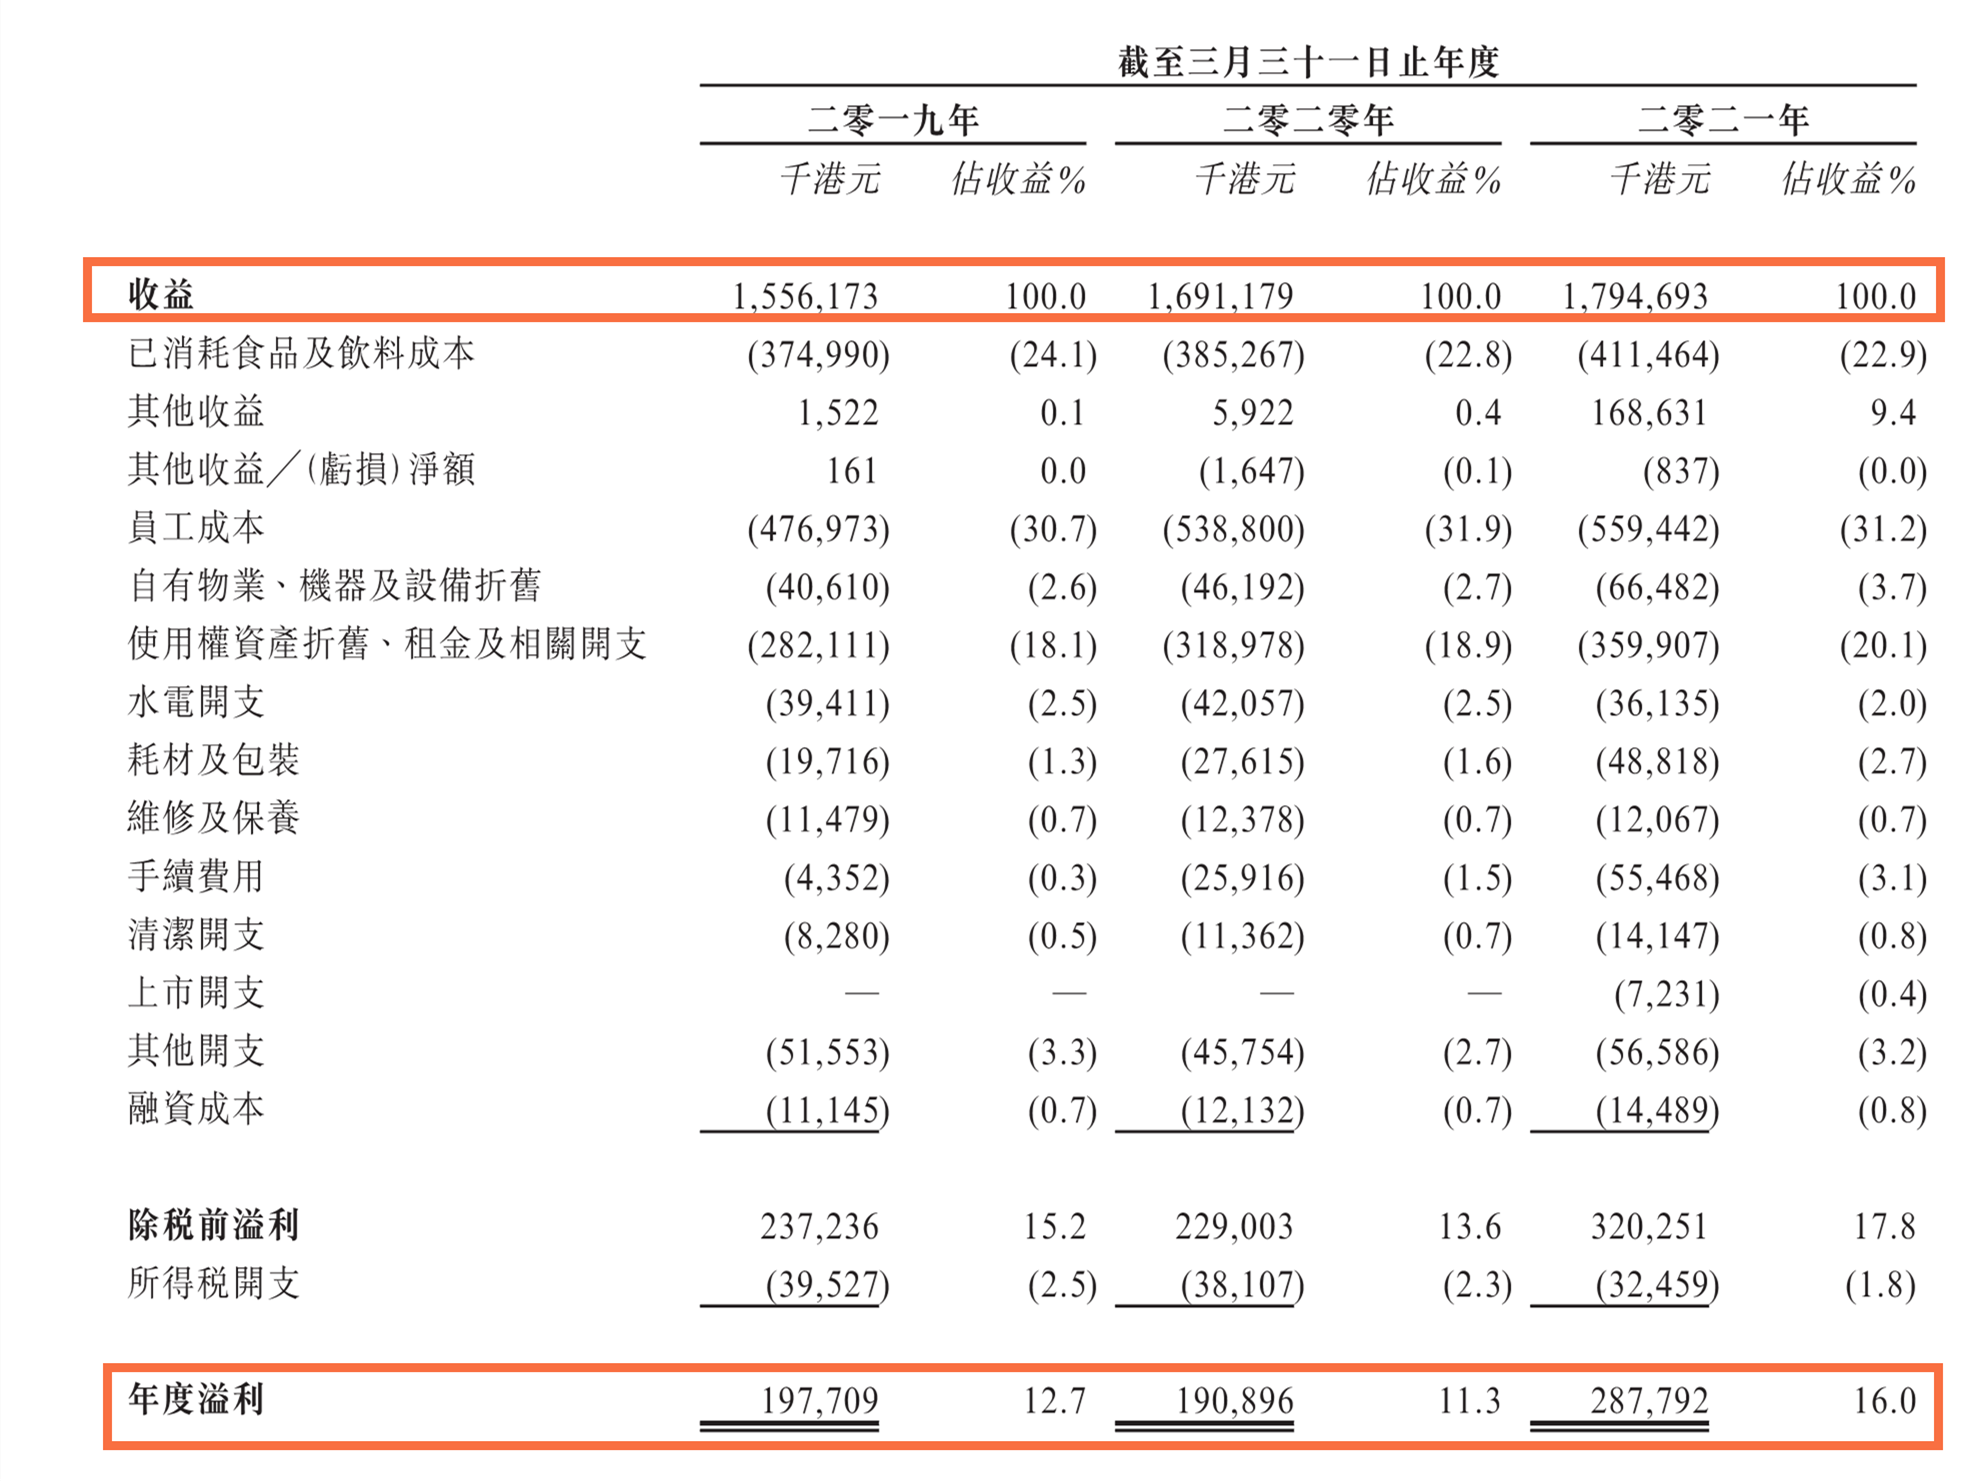 截至三月三十一日止年度
二零一九年 二零二零年 二零二一年
千港元 佔收益% 千港元 佔收益% 千港元 佔收益%
收益 1,556,173 100.0 1,691,179 100.0 1,794,693 100.0
已消耗食品及飲料成本 (374,990) (24.1) (385,267) (22.8) (411,464) (22.9)
其他收益 1,522 0.1 5,922 0.4 168,631 9.4
其他收益╱(虧損)淨額 161 0.0 (1,647) (0.1) (837) (0.0)
員工成本 (476,973) (30.7) (538,800) (31.9) (559,442) (31.2)
自有物業、機器及設備折舊 (40,610) (2.6) (46,192) (2.7) (66,482) (3.7)
使用權資產折舊、租金及相關開支 (282,111) (18.1) (318,978) (18.9) (359,907) (20.1)
水電開支 (39,411) (2.5) (42,057) (2.5) (36,135) (2.0)
耗材及包裝 (19,716) (1.3) (27,615) (1.6) (48,818) (2.7)
維修及保養 (11,479) (0.7) (12,378) (0.7) (12,067) (0.7)
手續費用 (4,352) (0.3) (25,916) (1.5) (55,468) (3.1)
清潔開支 (8,280) (0.5) (11,362) (0.7) (14,147) (0.8)
上市開支 — — — — (7,231) (0.4)
其他開支 (51,553) (3.3) (45,754) (2.7) (56,586) (3.2)
融資成本 (11,145) (0.7) (12,132) (0.7) (14,489) (0.8)
除稅前溢利 237,236 15.2 229,003 13.6 320,251 17.8
所得稅開支 (39,527) (2.5) (38,107) (2.3) (32,459) (1.8)
年度溢利 197,709 12.7 190,896 11.3 287,792 16.0